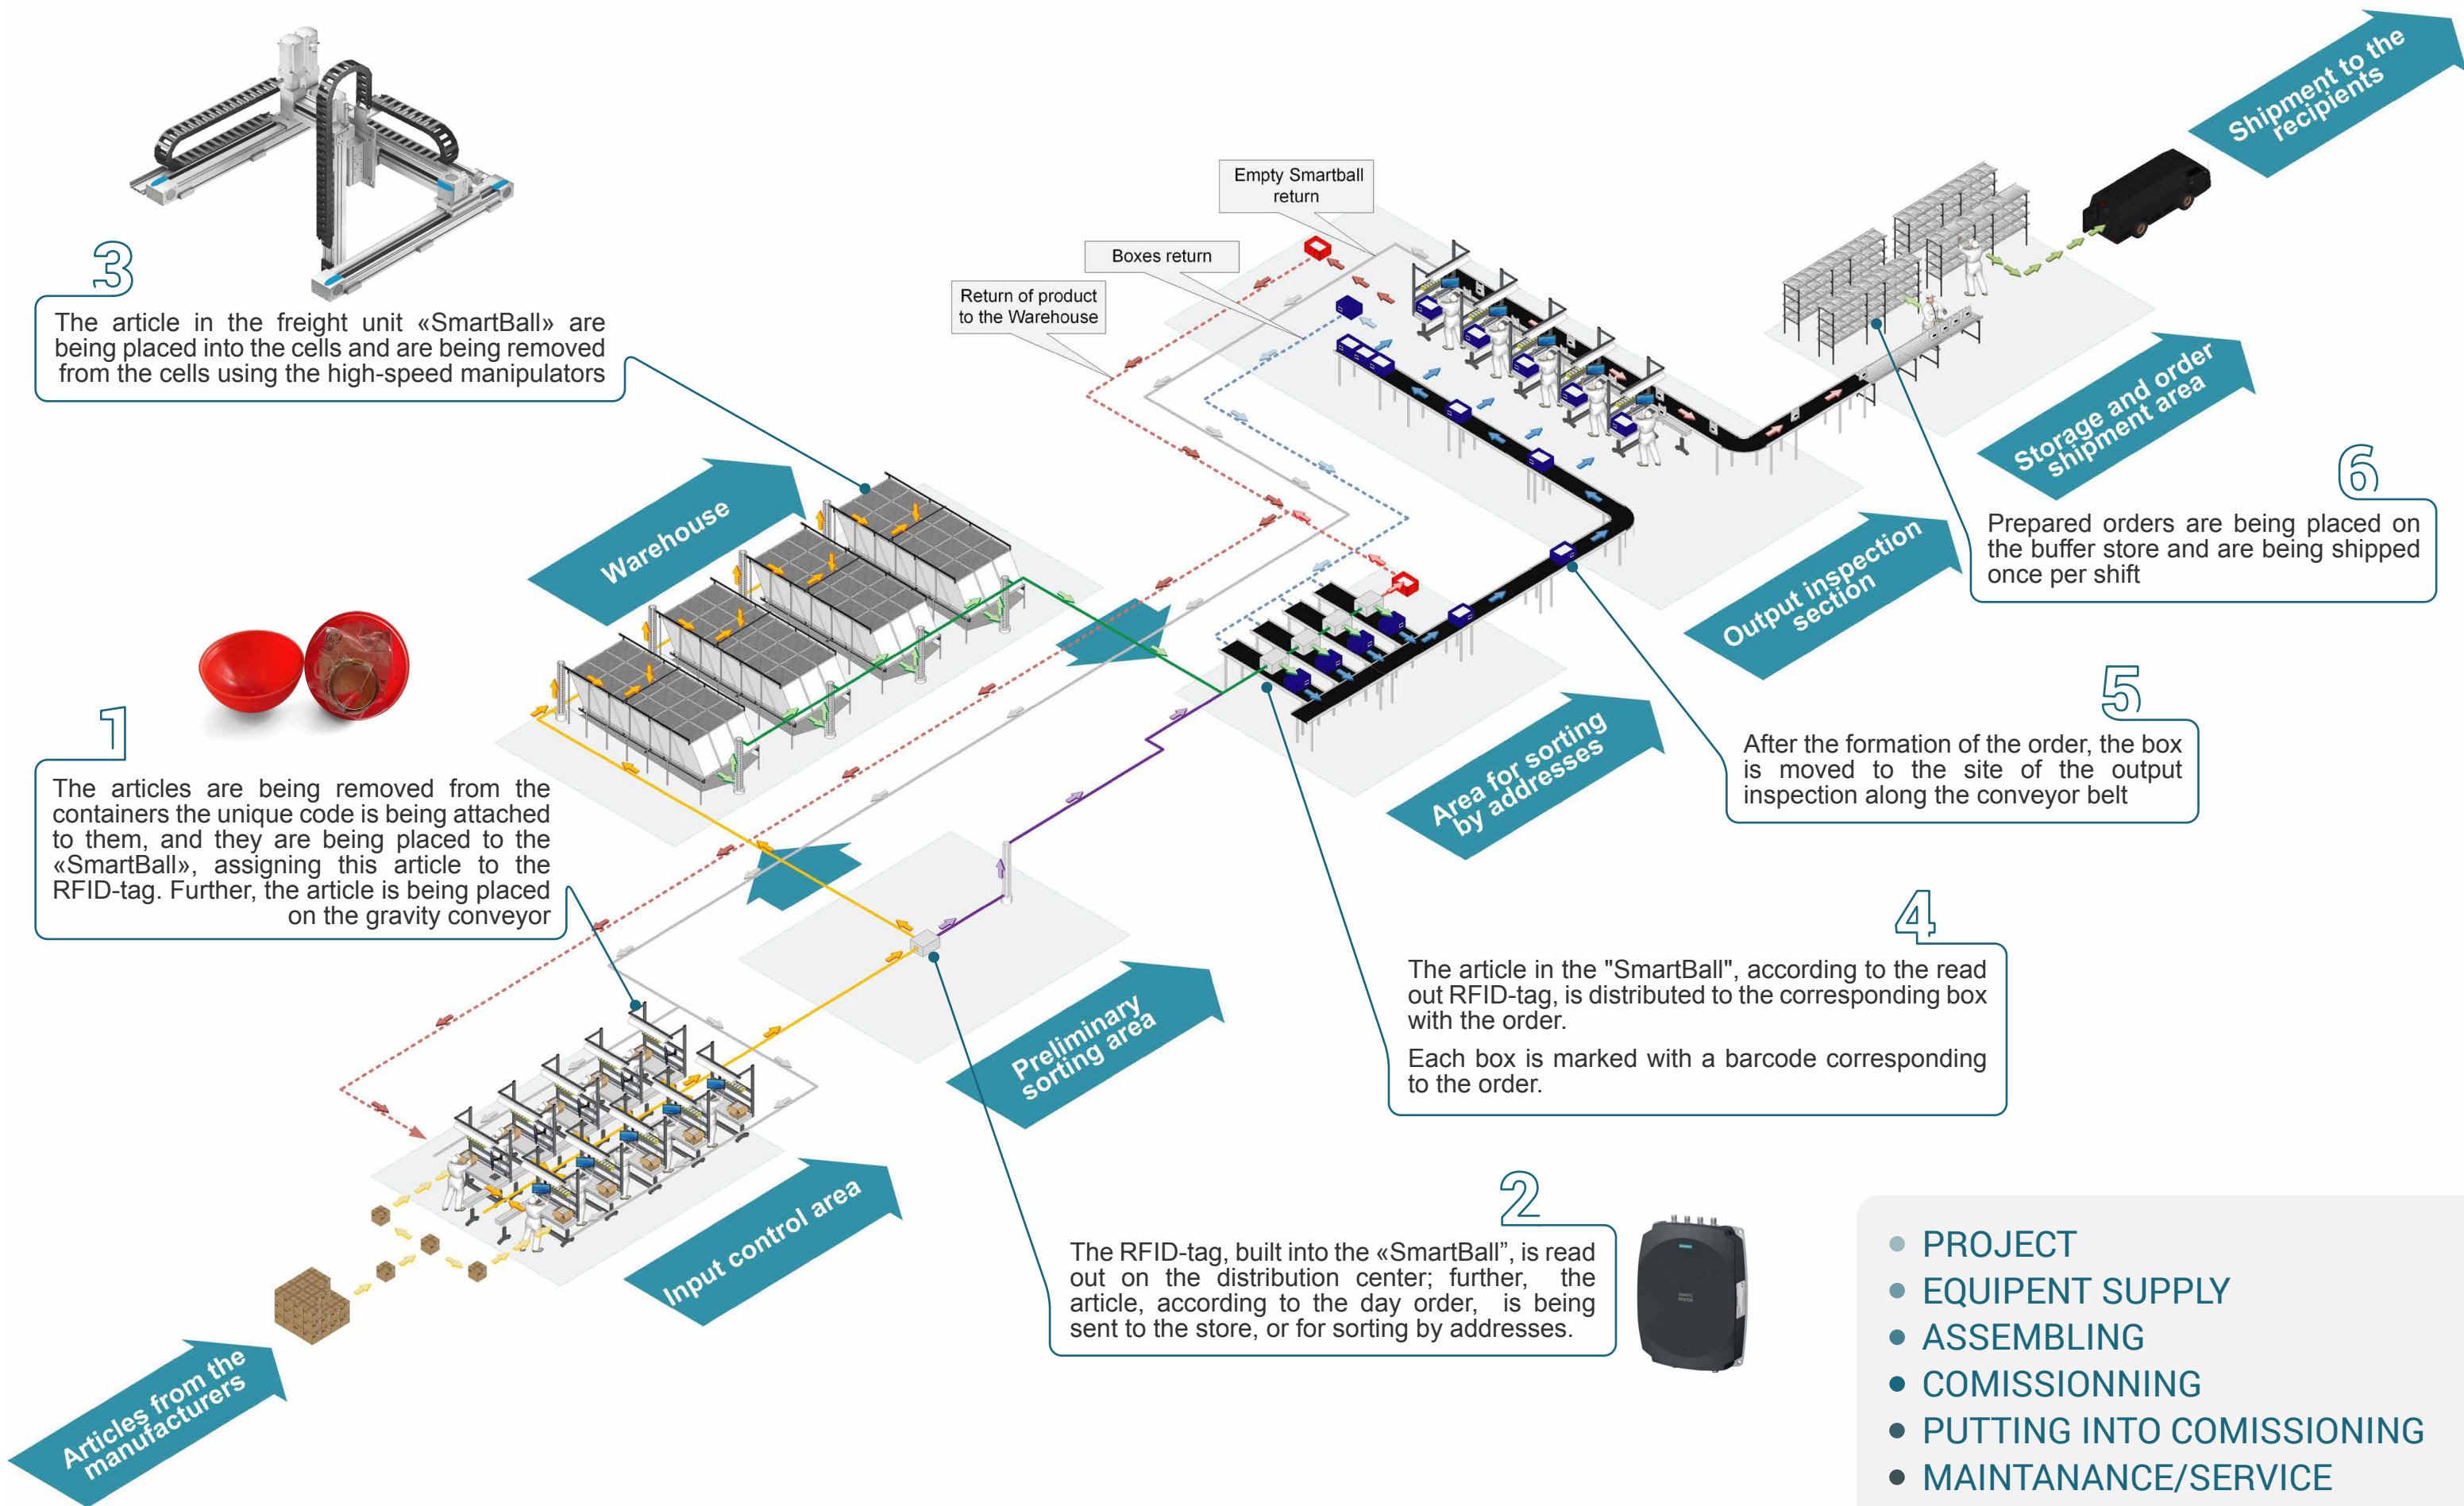 Shipment to the
recipients
Empty Smartball
return
Boxes return
Return of product
to the Warehouse
3
The article in the freight unit «SmartBall» are
being placed into the cells and are being removed
from the cells using the high-speed manipulators
Storage and order
shipment area
6
Prepared orders are being placed on
the buffer store and are being shipped
once per shift
Warehouse
Output inspection
section
1
The articles are being removed from the
containers the unique code is being attached
to them, and they are being placed to the
«SmartBall», assigning this article to the
RFID-tag. Further, the article is being placed
on the gravity conveyor
5
After the formation of the order, the box
is moved to the site of the output
inspection along the conveyor belt
Area for sorting
by addresses
4
The article in the "SmartBall", according to the read
out RFID-tag, is distributed to the corresponding box
with the order.
Each box is marked with a barcode corresponding
to the order.
Preliminary
sorting area
Input control area
2
The RFID-tag, built into the «SmartBall”, is read
out on the distribution center; further, the
article, according to the day order, is being
sent to the store, or for sorting by addresses.
Articles from the
manufacturers
• PROJECT
• EQUIPENT SUPPLY
• ASSEMBLING
• COMISSIONNING
• PUTTING INTO COMISSIONING
• MAINTANANCE/SERVICE